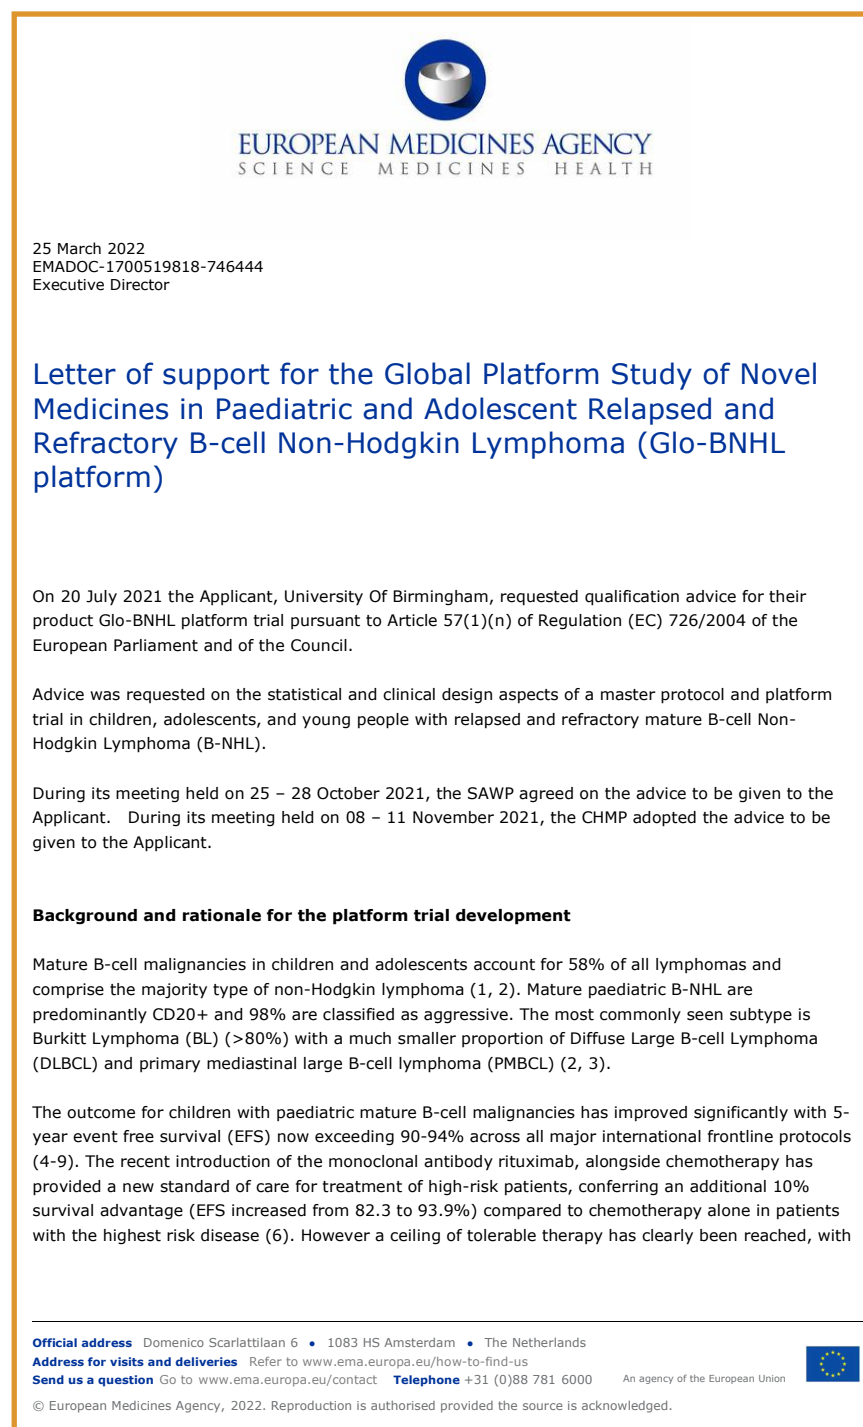 EUROPEAN MEDICINES AGENCY
SCIENCE MEDICINES HEALTH
25 March 2022
EMADOC-1700519818-746444
Executive Director
Letter of support for the Global Platform Study of Novel
Medicines in Paediatric and Adolescent Relapsed and
Refractory B-cell Non-Hodgkin Lymphoma (Glo-BNHL
platform)
On 20 July 2021 the Applicant, University Of Birmingham, requested qualification advice for their
product Glo-BNHL platform trial pursuant to Article 57(1)(n) of Regulation (EC) 726/2004 of the
European Parliament and of the Council.
Advice was requested on the statistical and clinical design aspects of a master protocol and platform
trial in children, adolescents, and young people with relapsed and refractory mature B-cell Non-
Hodgkin Lymphoma (B-NHL).
During its meeting held on 25 – 28 October 2021, the SAWP agreed on the advice to be given to the
Applicant.   During its meeting held on 08 – 11 November 2021, the CHMP adopted the advice to be
given to the Applicant.
Background and rationale for the platform trial development
Mature B-cell malignancies in children and adolescents account for 58% of all lymphomas and
comprise the majority type of non-Hodgkin lymphoma (1, 2). Mature paediatric B-NHL are
predominantly CD20+ and 98% are classified as aggressive. The most commonly seen subtype is
Burkitt Lymphoma (BL) (>80%) with a much smaller proportion of Diffuse Large B-cell Lymphoma
(DLBCL) and primary mediastinal large B-cell lymphoma (PMBCL) (2, 3).
The outcome for children with paediatric mature B-cell malignancies has improved significantly with 5-
year event free survival (EFS) now exceeding 90-94% across all major international frontline protocols
(4-9). The recent introduction of the monoclonal antibody rituximab, alongside chemotherapy has
provided a new standard of care for treatment of high-risk patients, conferring an additional 10%
survival advantage (EFS increased from 82.3 to 93.9%) compared to chemotherapy alone in patients
with the highest risk disease (6). However a ceiling of tolerable therapy has clearly been reached, with
Official address Domenico Scarlattilaan 6 ● 1083 HS Amsterdam ● The Netherlands
Address for visits and deliveries Refer to www.ema.europa.eu/how-to-find-us
Send us a question Go to www.ema.europa.eu/contact Telephone +31 (0)88 781 6000 An agency of the European Union
© European Medicines Agency, 2022. Reproduction is authorised provided the source is acknowledged.